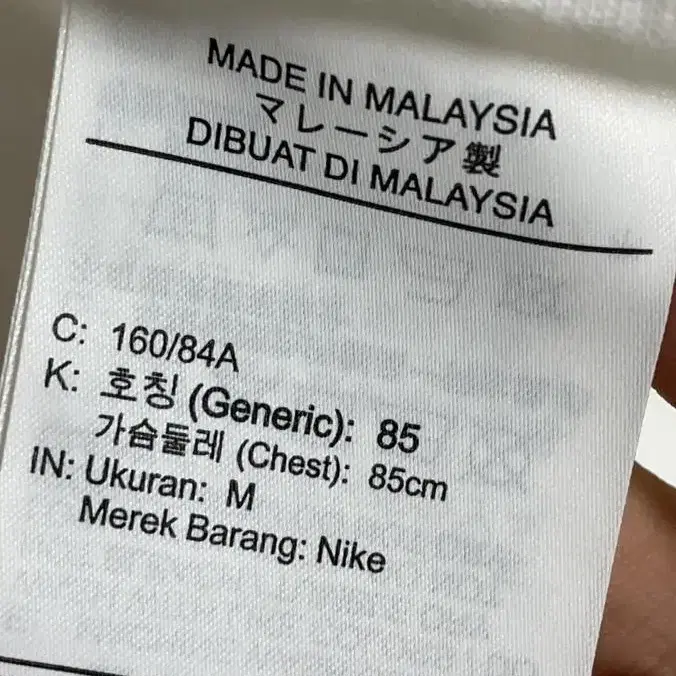 MADE IN MALAYSIA
マレーシア製
DIBUAT DI MALAYSIA
C: 160/84A
K: 호칭 (Generic): 85
가슴둘레 (Chest): 85cm
IN: Ukuran: M
Merek Barang: Nike